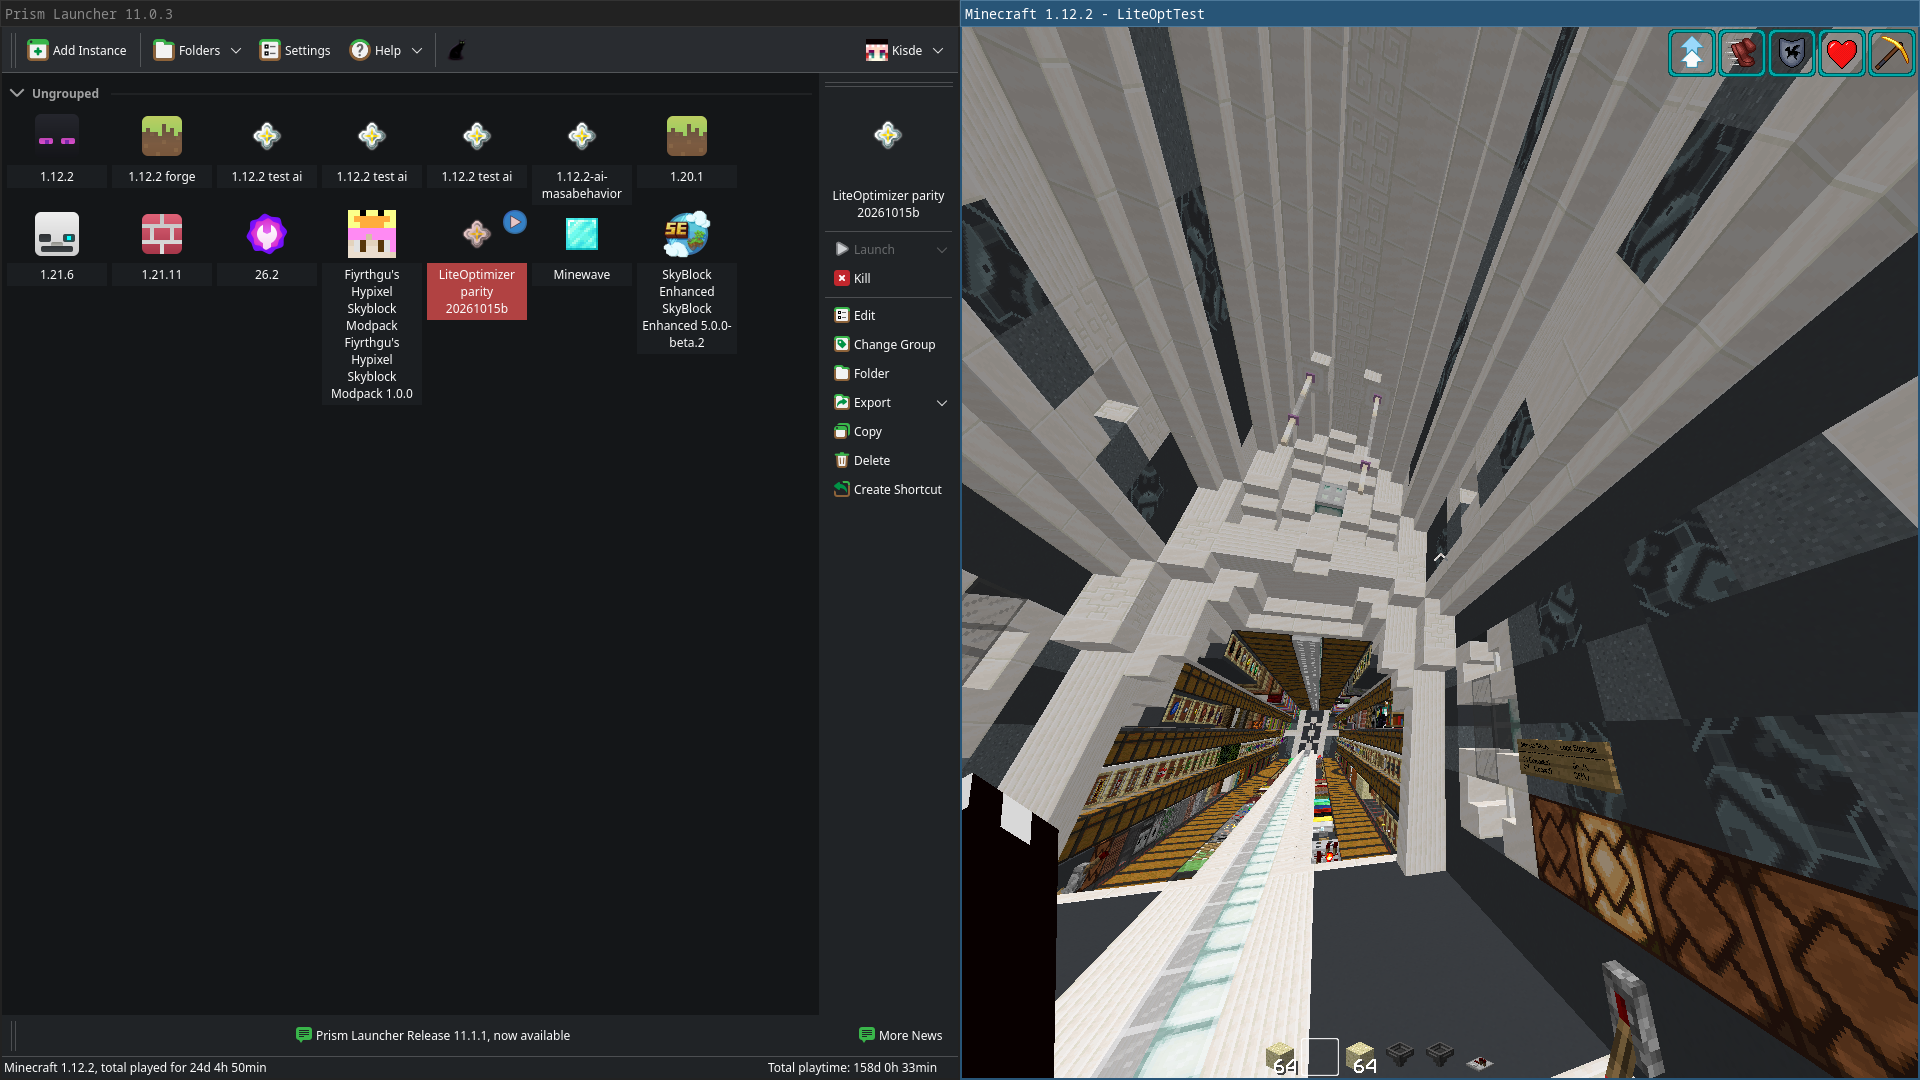 Prism Launcher 11.0.3
Add Instance
Folders
Settings
Help
Kisde
Ungrouped
1.12.2
1.12.2 forge
1.12.2 test ai
1.12.2 test ai
1.12.2 test ai
1.12.2-ai-
masabehavior
1.20.1
1.21.6
1.21.11
26.2
Fiyrthgu's
Hypixel
Skyblock
Modpack
Fiyrthgu's
Hypixel
Skyblock
Modpack 1.0.0
LiteOptimizer
parity
20261015b
Minewave
SE
SkyBlock
Enhanced
SkyBlock
Enhanced 5.0.0-
beta.2
LiteOptimizer parity
20261015b
Launch
Kill
Edit
Change Group
Folder
Export
Copy
Delete
Create Shortcut
Prism Launcher Release 11.1.1, now available
More News
Minecraft 1.12.2, total played for 24d 4h 50min
Total playtime: 158d 0h 33min
Minecraft 1.12.2 - LiteOptTest
64
64